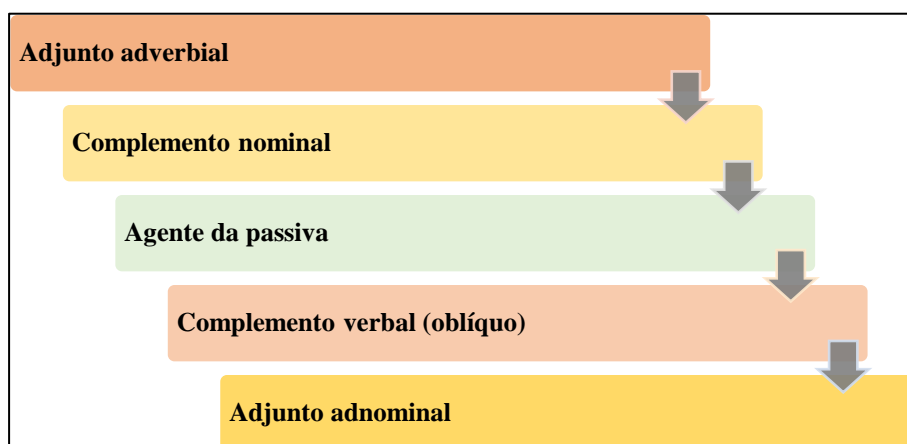 Adjunto adverbial
Complemento nominal
Agente da passiva
Complemento verbal (oblíquo)
Adjunto adnominal